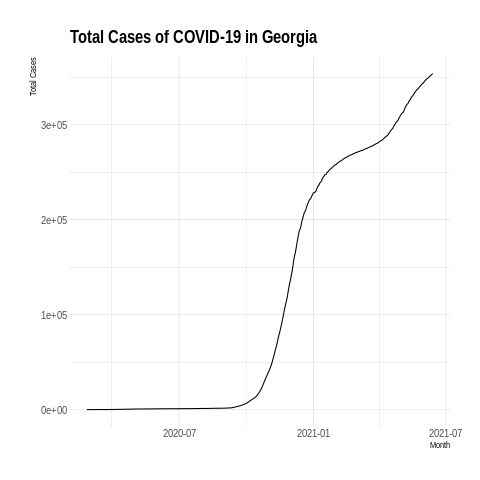 Total Cases of COVID-19 in Georgia
Total Cases
3e+05
2e+05
1e+05
0e+00
2020-07 2021-01 2021-07
Month